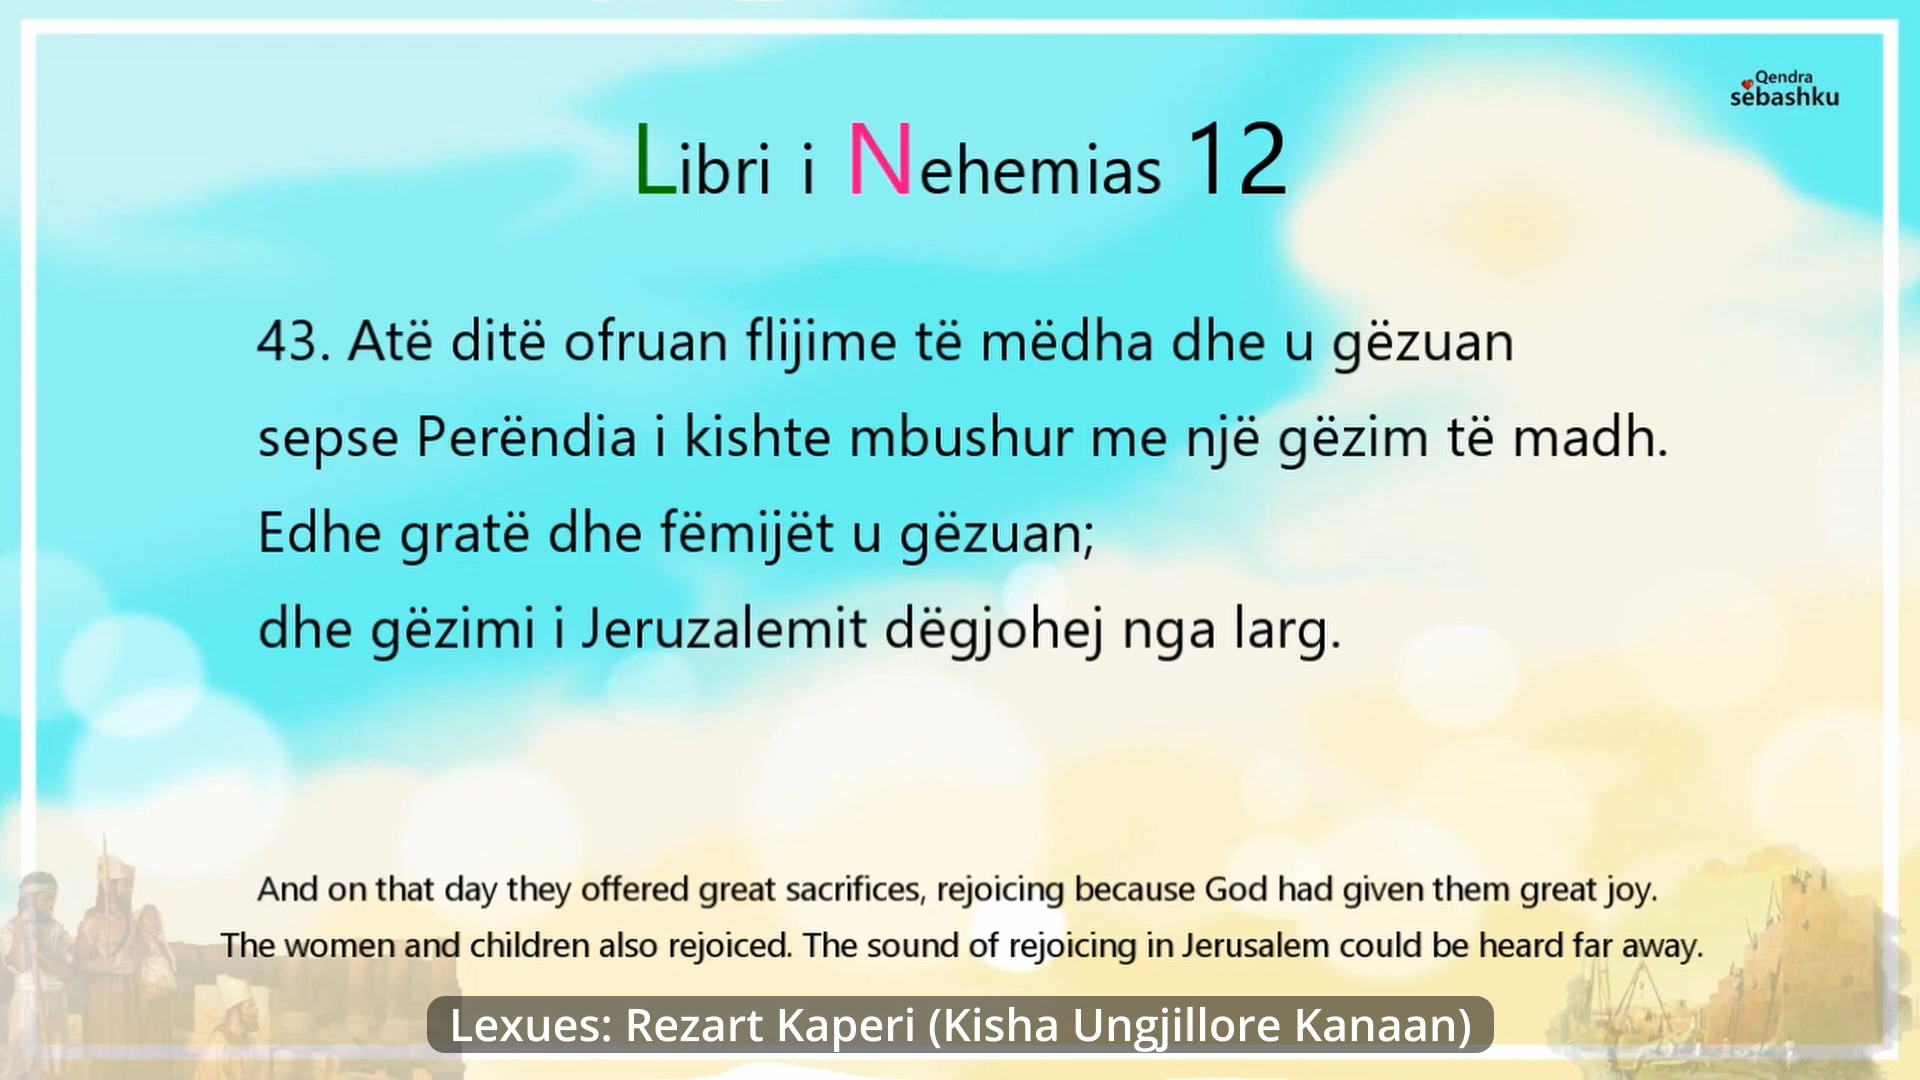 Qendra
sëbashku
Libri i Nehemias 12
43. Atë ditë ofruan flijime të mëdha dhe u gëzuan
sepse Perëndia i kishte mbushur me një gëzim të madh.
Edhe gratë dhe fëmijët u gëzuan;
dhe gëzimi i Jeruzalemit dëgjohej nga larg.
And on that day they offered great sacrifices, rejoicing because God had given them great joy.
The women and children also rejoiced. The sound of rejoicing in Jerusalem could be heard far away.
Lexues: Rezart Kaperi (Kisha Ungjillore Kanaan)